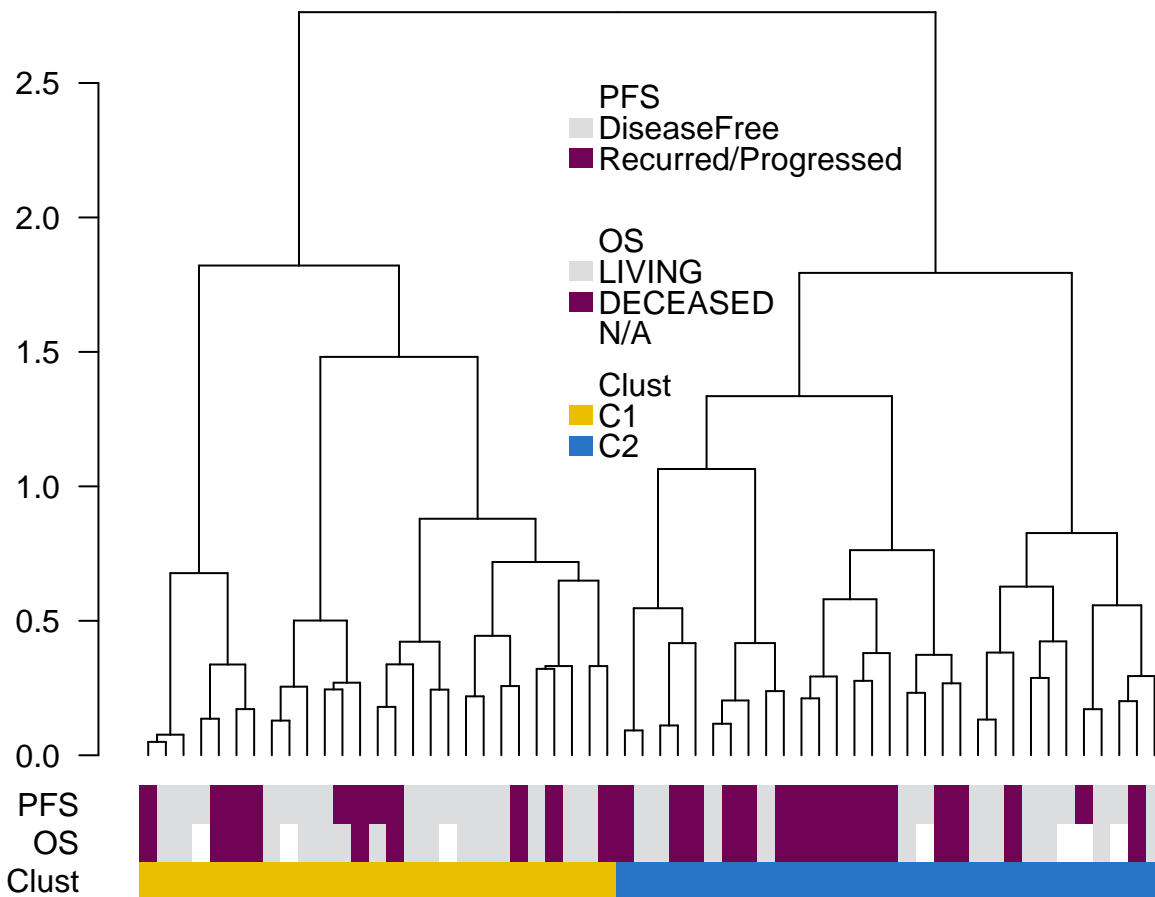 2.5
2.0
1.5
1.0
0.5
0.0
PFS
DiseaseFree
Recurred/Progressed
OS
LIVING
DECEASED
N/A
Clust
C1
C2
PFS
OS
Clust